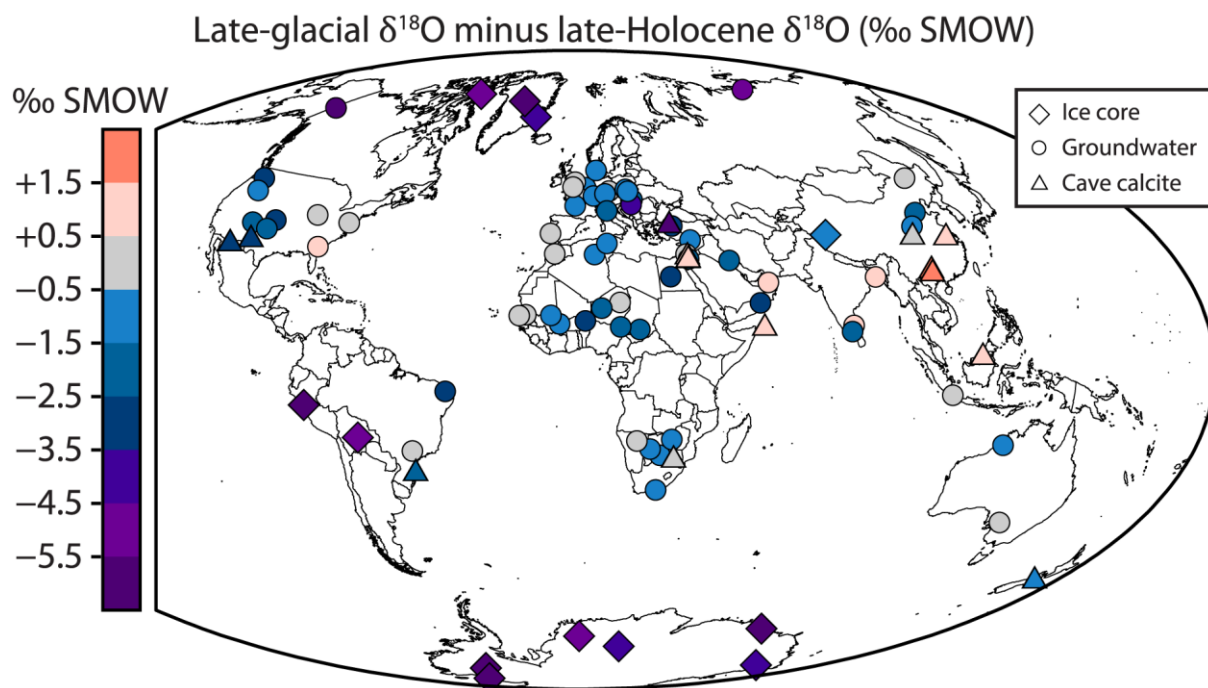 Late-glacial δ¹⁸O minus late-Holocene δ¹⁸O (‰ SMOW)
‰ SMOW
+1.5
+0.5
−0.5
−1.5
−2.5
−3.5
−4.5
−5.5
Ice core
Groundwater
Cave calcite